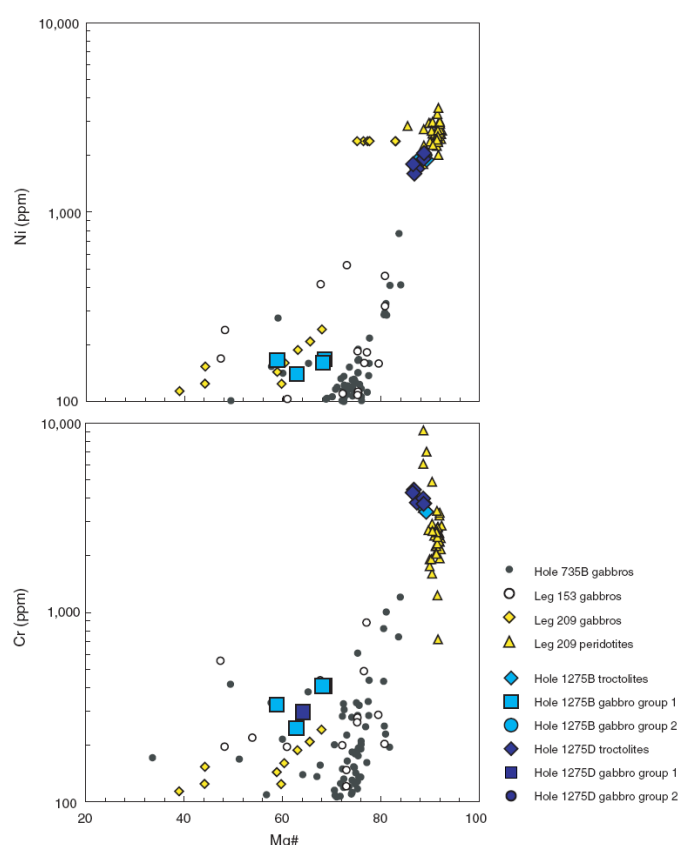 10,000
Ni (ppm)
1,000
100
10,000
Cr (ppm)
1,000
100
20 40 60 80 100
Mg#
Hole 735B gabbros
Leg 153 gabbros
Leg 209 gabbros
Leg 209 peridotites
Hole 1275B troctolites
Hole 1275B gabbro group 1
Hole 1275B gabbro group 2
Hole 1275D troctolites
Hole 1275D gabbro group 1
Hole 1275D gabbro group 2